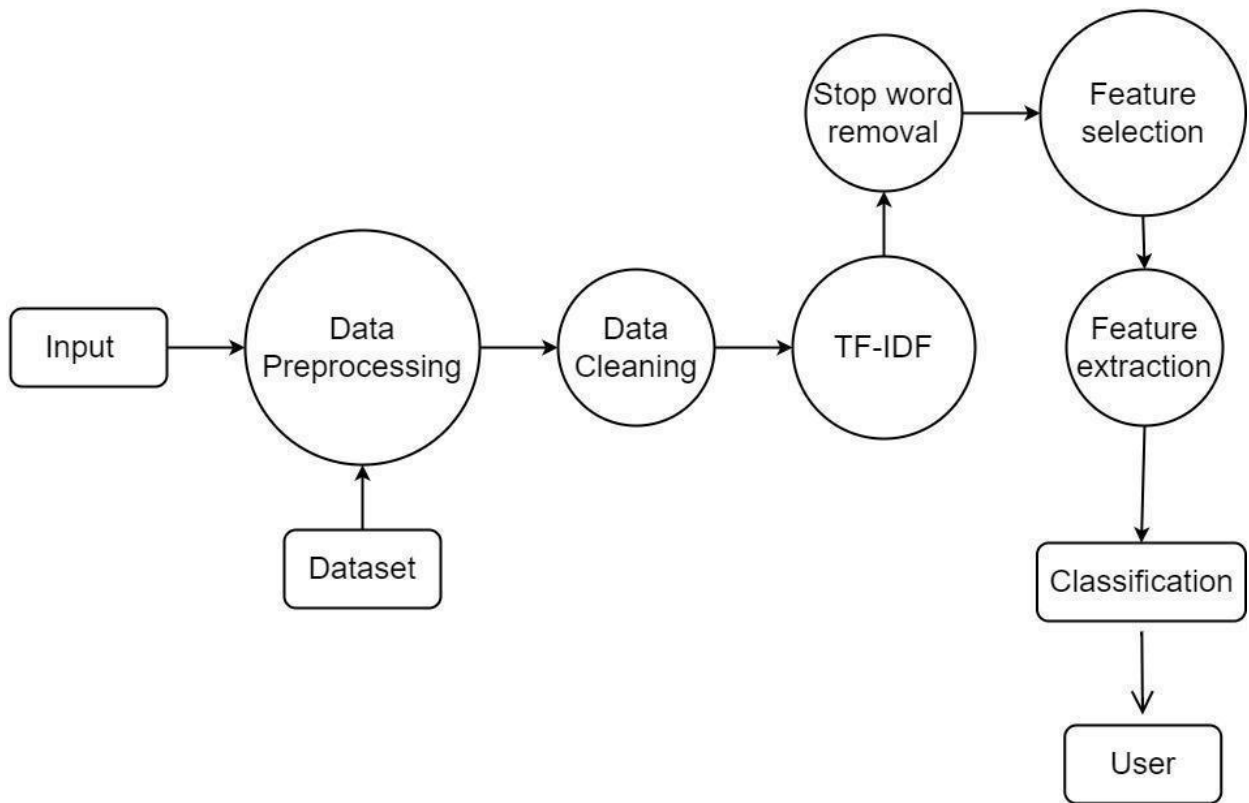 Input
Data
Preprocessing
Dataset
Data
Cleaning
TF-IDF
Stop word
removal
Feature
selection
Feature
extraction
Classification
User